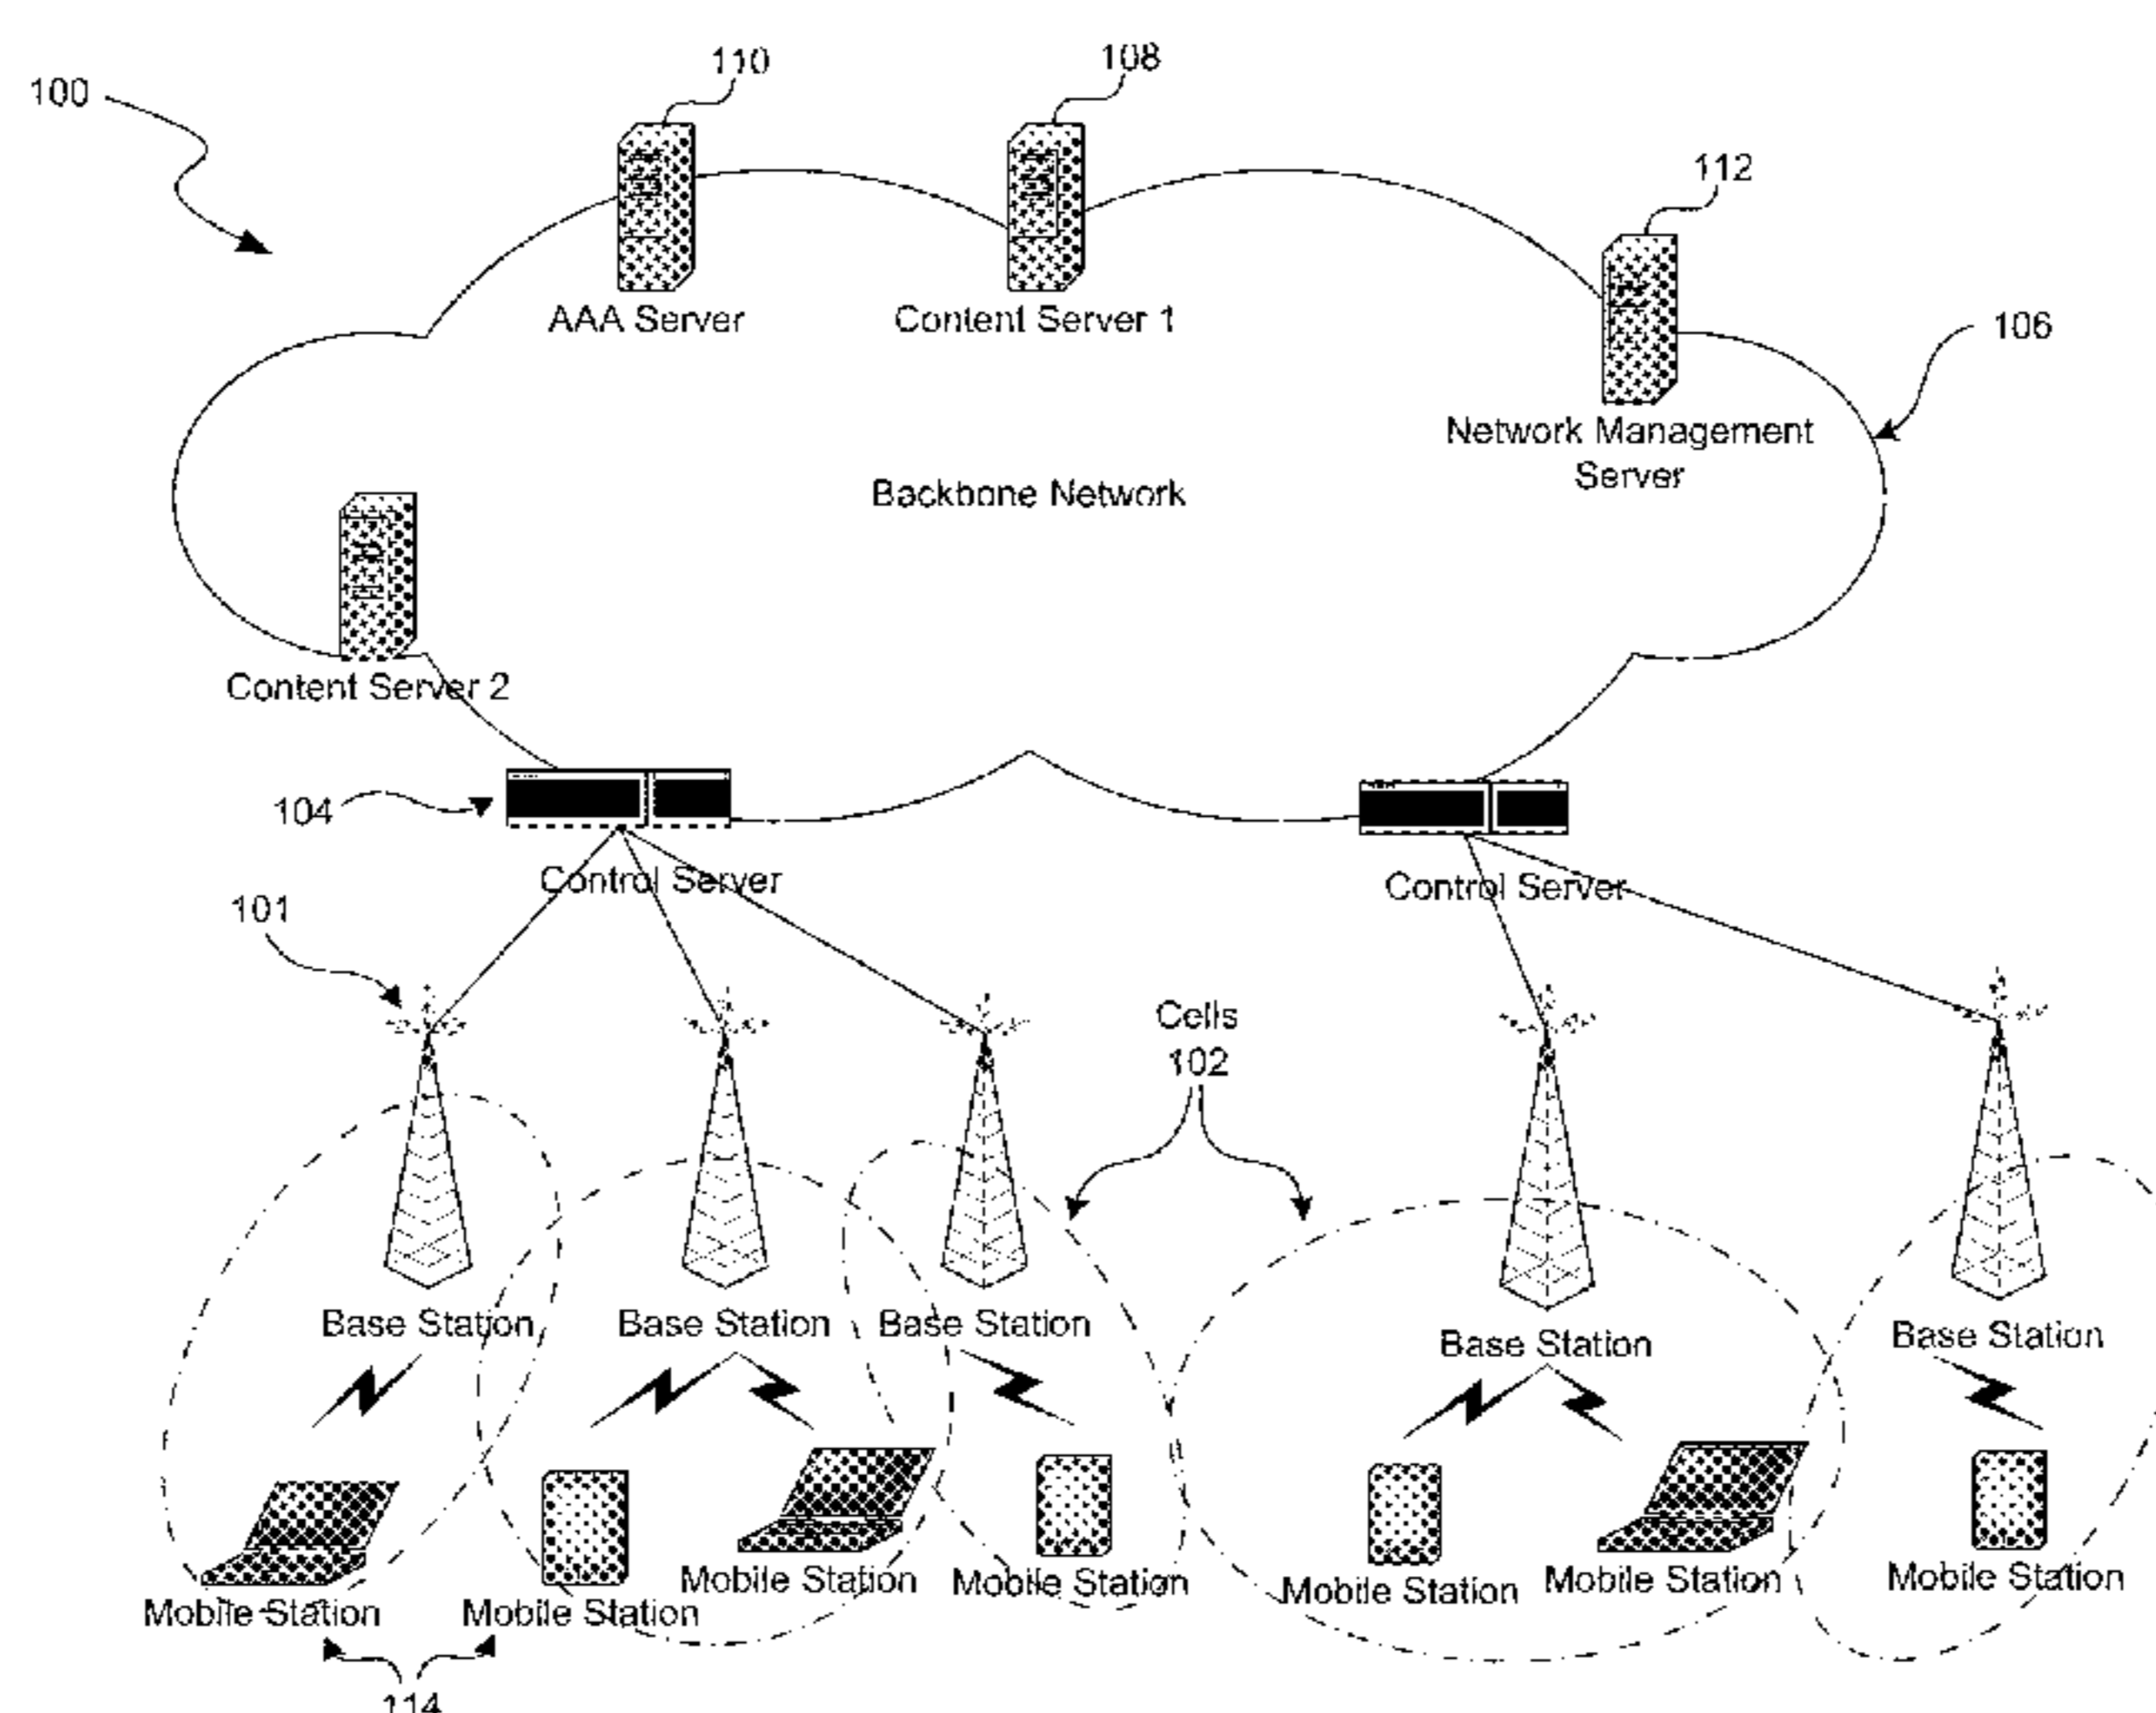 110
108
100
112
AAA Server
Content Server 1
106
Network Management
Server
Backbone Network
Content Server 2
104
Control Server
Control Server
101
Cells
102
Base Station
Base Station
Base Station
Base Station
Base Station
Mobile Station
Mobile Station
Mobile Station
Mobile Station
Mobile Station
Mobile Station
Mobile Station
114